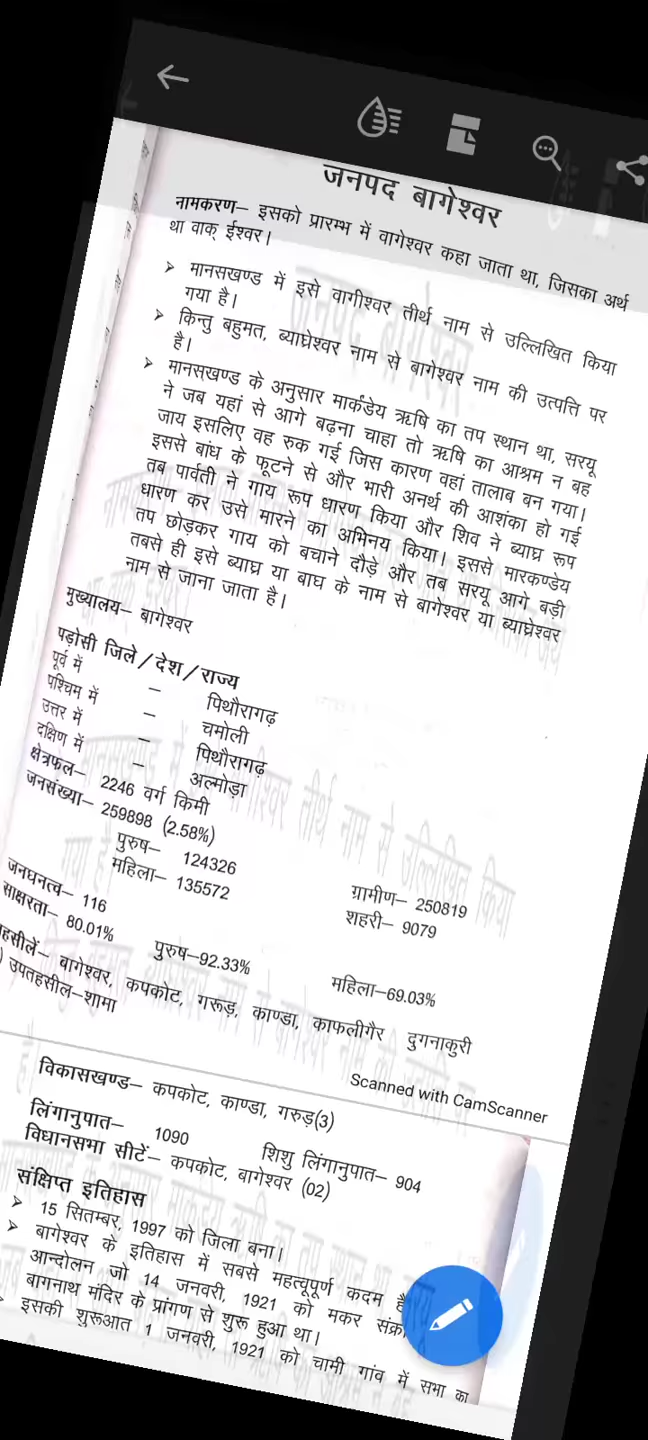 जनपद बागेश्वर
नामकरण– इसको प्रारम्भ में वागेश्वर कहा जाता था, जिसका अर्थ
था वाक् ईश्वर।
➢ मानसखण्ड में इसे वागीश्वर तीर्थ नाम से उल्लिखित किया
गया है।
➢ किन्तु बहुमत, ब्याघ्रेश्वर नाम से बागेश्वर नाम की उत्पत्ति पर
है।
➢ मानसखण्ड के अनुसार मार्कंडेय ऋषि का तप स्थान था, सरयू
ने जब यहां से आगे बढ़ना चाहा तो ऋषि का आश्रम न बह
जाय इसलिए वह रुक गई जिस कारण वहां तालाब बन गया।
इससे बांध के फूटने से और भारी अनर्थ की आशंका हो गई
तब पार्वती ने गाय रूप धारण किया और शिव ने ब्याघ्र रूप
धारण कर उसे मारने का अभिनय किया। इससे मारकण्डेय
तप छोड़कर गाय को बचाने दौड़े और तब सरयू आगे बड़ी
तबसे ही इसे ब्याघ्र या बाघ के नाम से बागेश्वर या ब्याघ्रेश्वर
नाम से जाना जाता है।
मुख्यालय– बागेश्वर
पड़ोसी जिले/देश/राज्य
पूर्व में – पिथौरागढ़
पश्चिम में – चमोली
उत्तर में – पिथौरागढ़
दक्षिण में – अल्मोड़ा
क्षेत्रफल– 2246 वर्ग किमी
जनसंख्या– 259898 (2.58%)
पुरुष– 124326 ग्रामीण– 250819
महिला– 135572 शहरी– 9079
जनघनत्व– 116
साक्षरता– 80.01% पुरुष–92.33% महिला–69.03%
हसीलें– बागेश्वर, कपकोट, गरूड़, काण्डा, काफलीगैर दुगनाकुरी
) उपतहसील–शामा
Scanned with CamScanner
विकासखण्ड– कपकोट, काण्डा, गरुड़(3)
लिंगानुपात– 1090 शिशु लिंगानुपात– 904
विधानसभा सीटें– कपकोट, बागेश्वर (02)
संक्षिप्त इतिहास
➢ 15 सितम्बर, 1997 को जिला बना।
➢ बागेश्वर के इतिहास में सबसे महत्वूपूर्ण कदम
आन्दोलन जो 14 जनवरी, 1921 को मकर
बागनाथ मंदिर के प्रांगण से शुरू हुआ था।
इसकी शुरूआत 1 जनवरी, 1921 को चामी गांव में सभा का